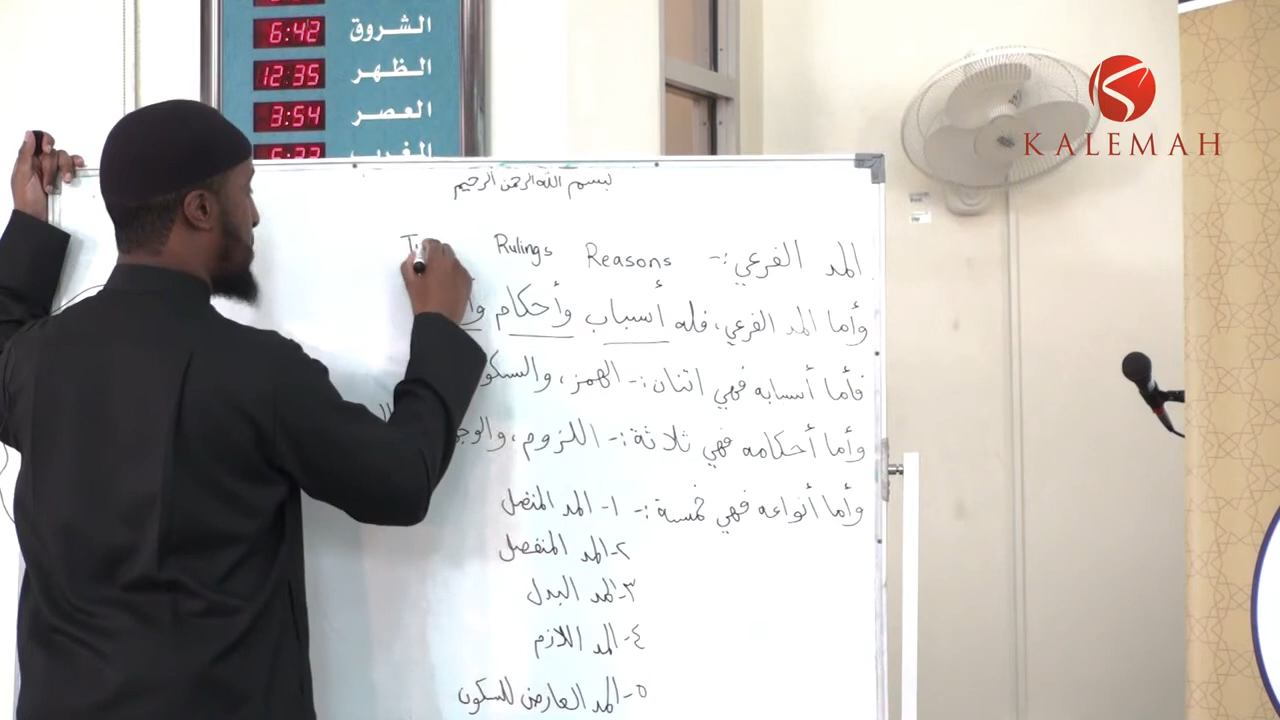 6:42 الشروق
12:35 الظهر
3:54 العصر
KALEMAH
بسم الله الرحمن الرحيم
المد الفرعي :- Reasons Rulings
وأما المد الفرعي، فله أسباب وأحكام
فأما أسبابه فهي اثنان :- الهمز، والسكو
وأما أحكامه فهي ثلاثة :- اللزوم، والوجو
وأما أنواعه فهي خمسة :- ١- المد المتصل
٢- المد المنفصل
٣- المد البدل
٤- المد اللازم
٥- المد العارض للسكون